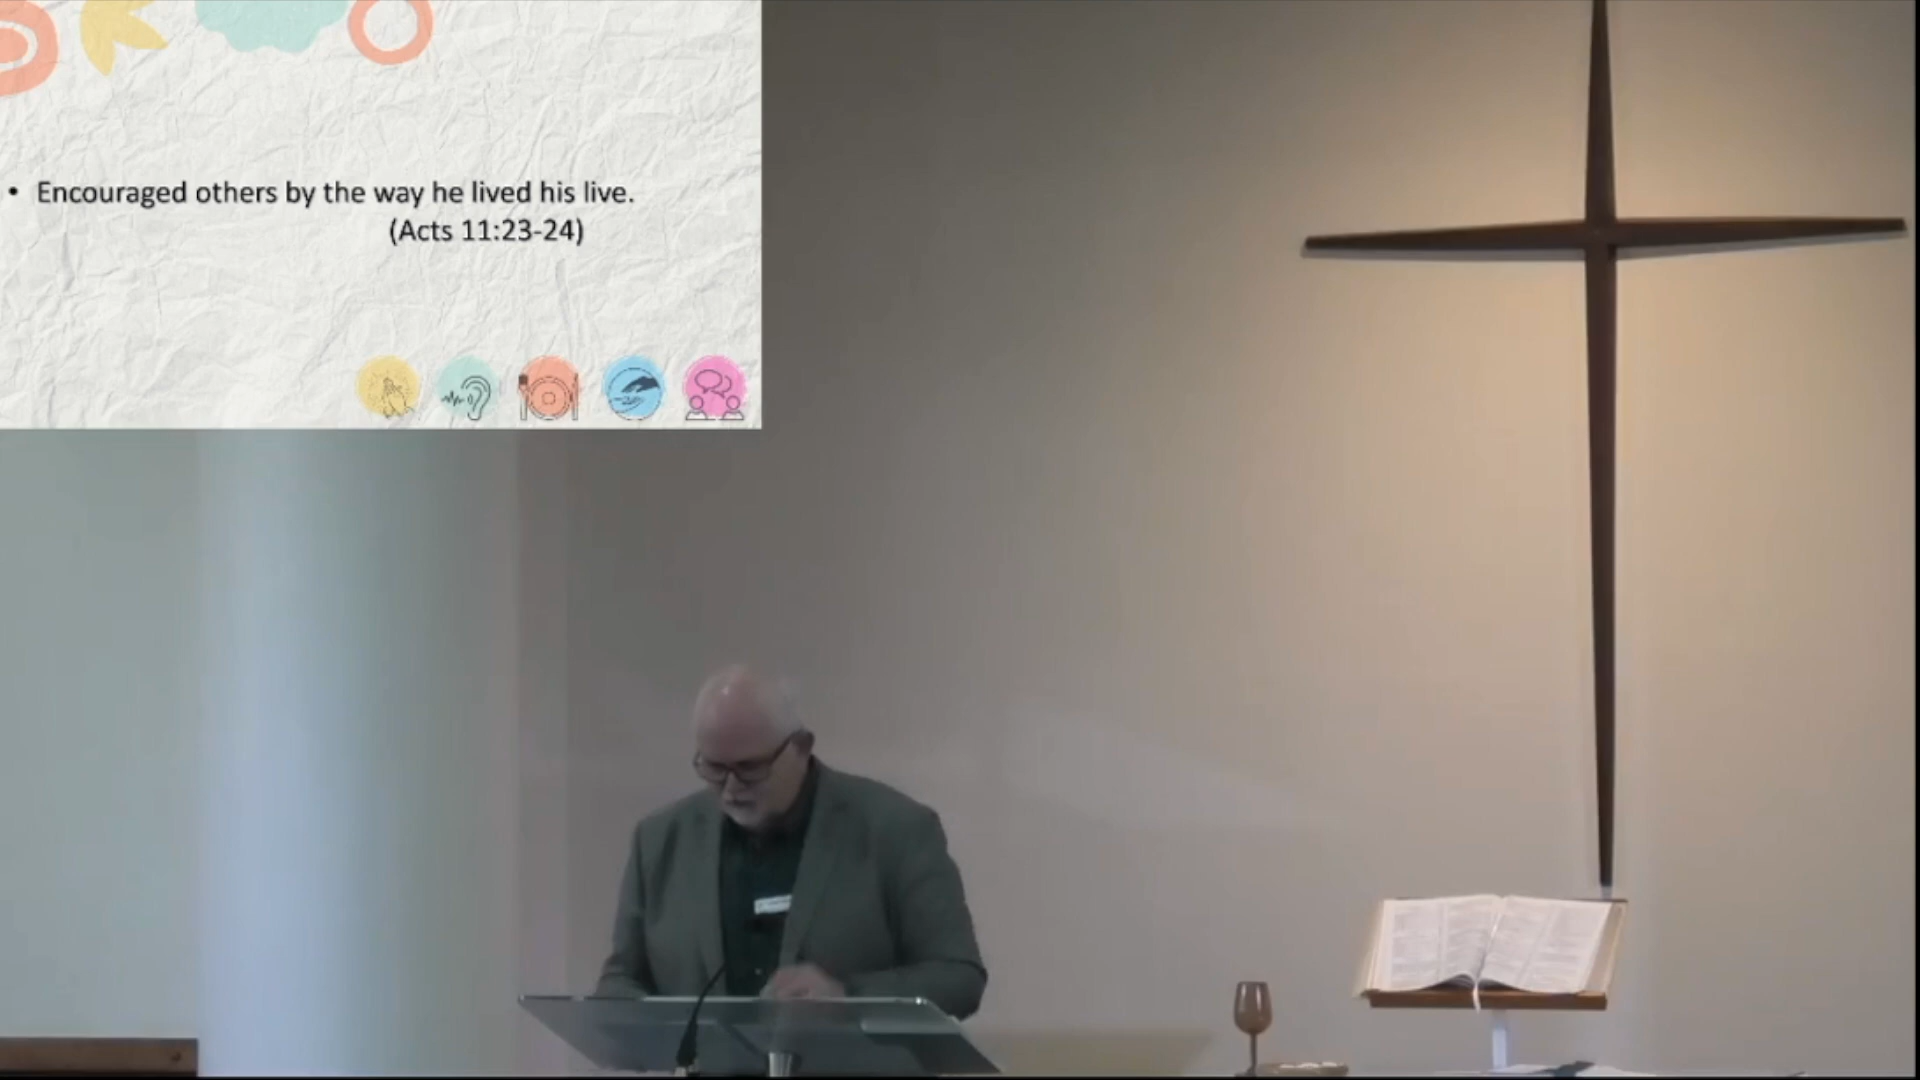 • Encouraged others by the way he lived his live.
(Acts 11:23-24)